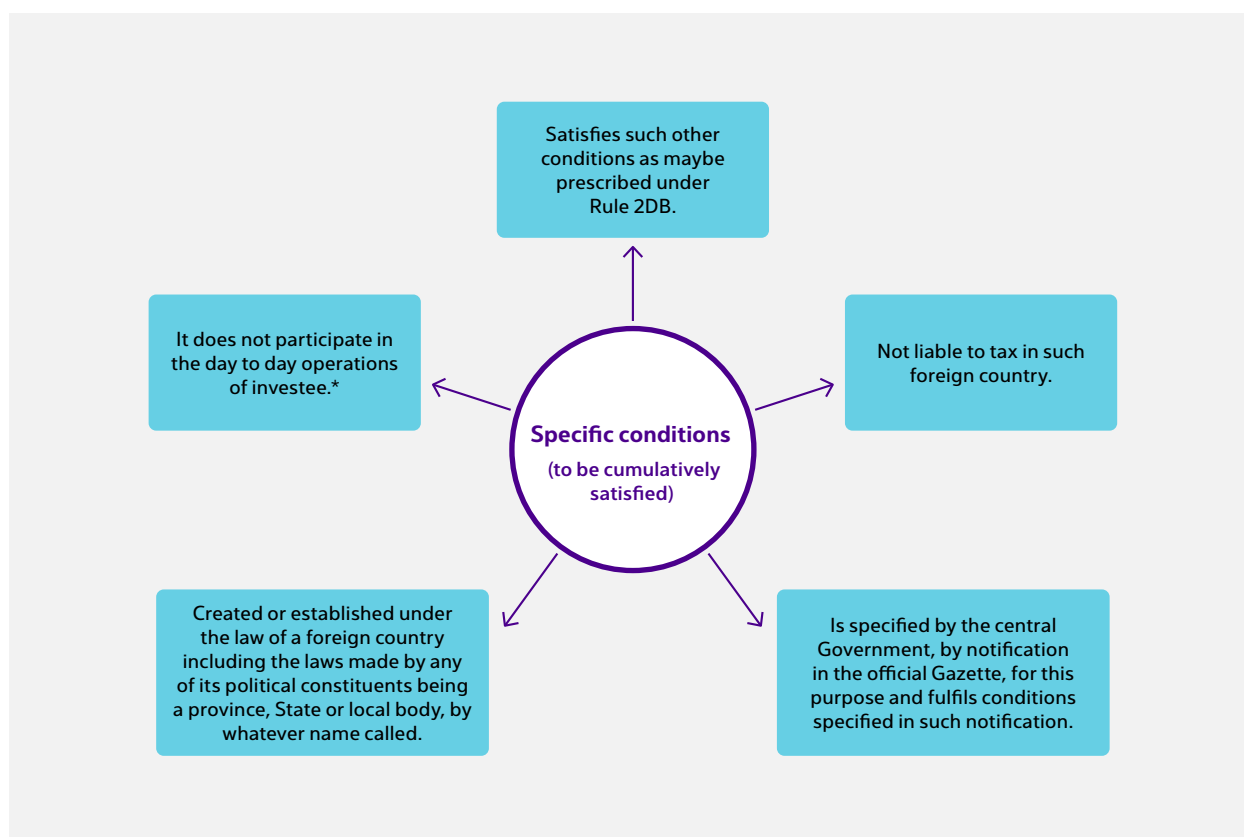 Satisfies such other
conditions as maybe
prescribed under
Rule 2DB.
It does not participate in
the day to day operations
of investee.*
Not liable to tax in such
foreign country.
Specific conditions
(to be cumulatively
satisfied)
Created or established under
the law of a foreign country
including the laws made by any
of its political constituents being
a province, State or local body, by
whatever name called.
Is specified by the central
Government, by notification
in the official Gazette, for this
purpose and fulfils conditions
specified in such notification.